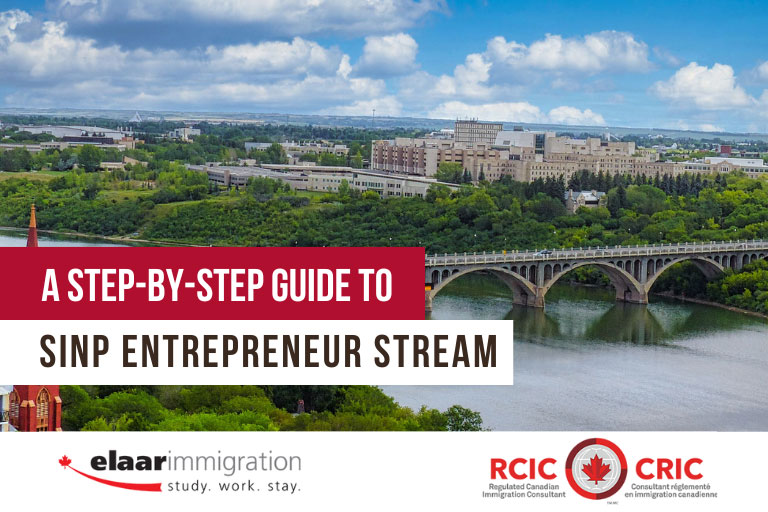 A STEP-BY-STEP GUIDE TO
SINP ENTREPRENEUR STREAM
elaarimmigration
study. work. stay.
RCIC CRIC
Regulated Canadian
Immigration Consultant
Consultant réglementé
en immigration canadienne